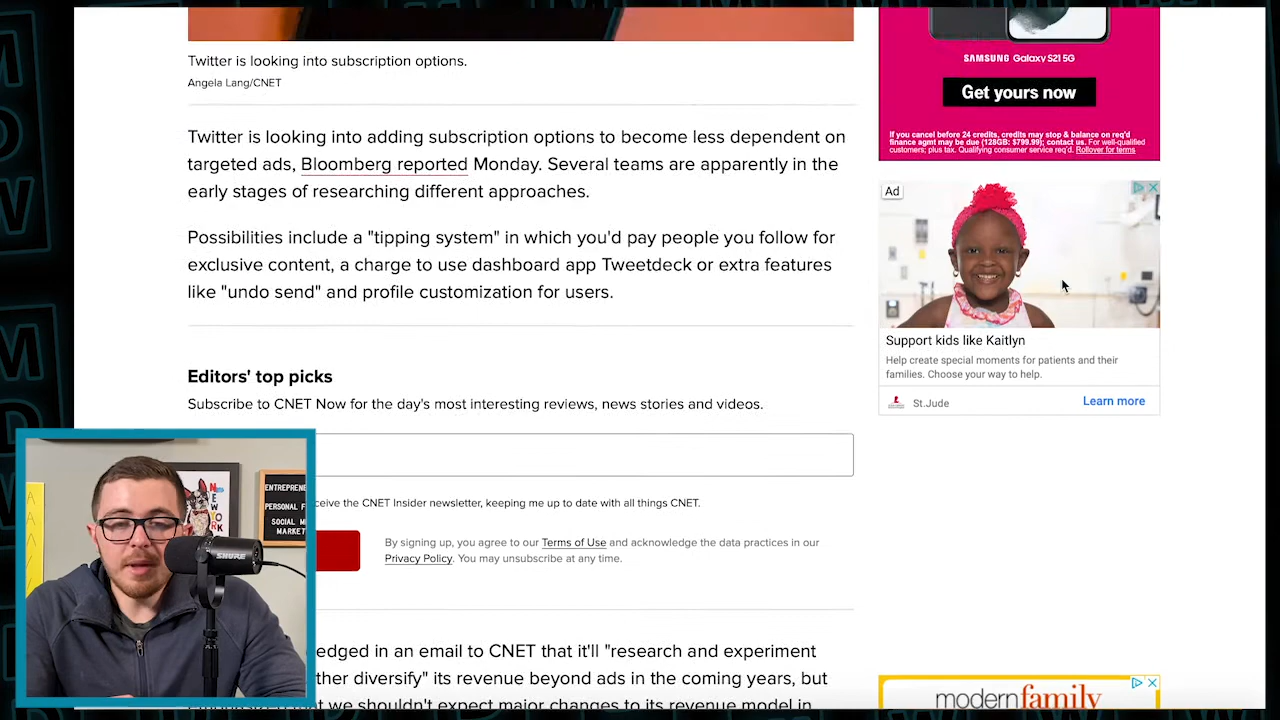 Twitter is looking into subscription options.
Angela Lang/CNET
Twitter is looking into adding subscription options to become less dependent on
targeted ads, Bloomberg reported Monday. Several teams are apparently in the
early stages of researching different approaches.
Possibilities include a "tipping system" in which you'd pay people you follow for
exclusive content, a charge to use dashboard app Tweetdeck or extra features
like "undo send" and profile customization for users.
Editors' top picks
Subscribe to CNET Now for the day's most interesting reviews, news stories and videos.
ceive the CNET Insider newsletter, keeping me up to date with all things CNET.
By signing up, you agree to our Terms of Use and acknowledge the data practices in our
Privacy Policy. You may unsubscribe at any time.
edged in an email to CNET that it'll "research and experiment
ther diversify" its revenue beyond ads in the coming years, but
we shouldn't expect major changes to its revenue model in
SAMSUNG Galaxy S21 5G
Get yours now
If you cancel before 24 credits, credits may stop & balance on req'd
finance agmt may be due (128GB: $799.99); contact us. For well-qualified
customers; plus tax. Qualifying consumer service req'd. Rollover for terms
Ad
Support kids like Kaitlyn
Help create special moments for patients and their
families. Choose your way to help.
St.Jude
Learn more
modernfamily
NEW
YORK
ENTREPRENE
PERSONAL F
SOCIAL ME
MARKET
SHURE